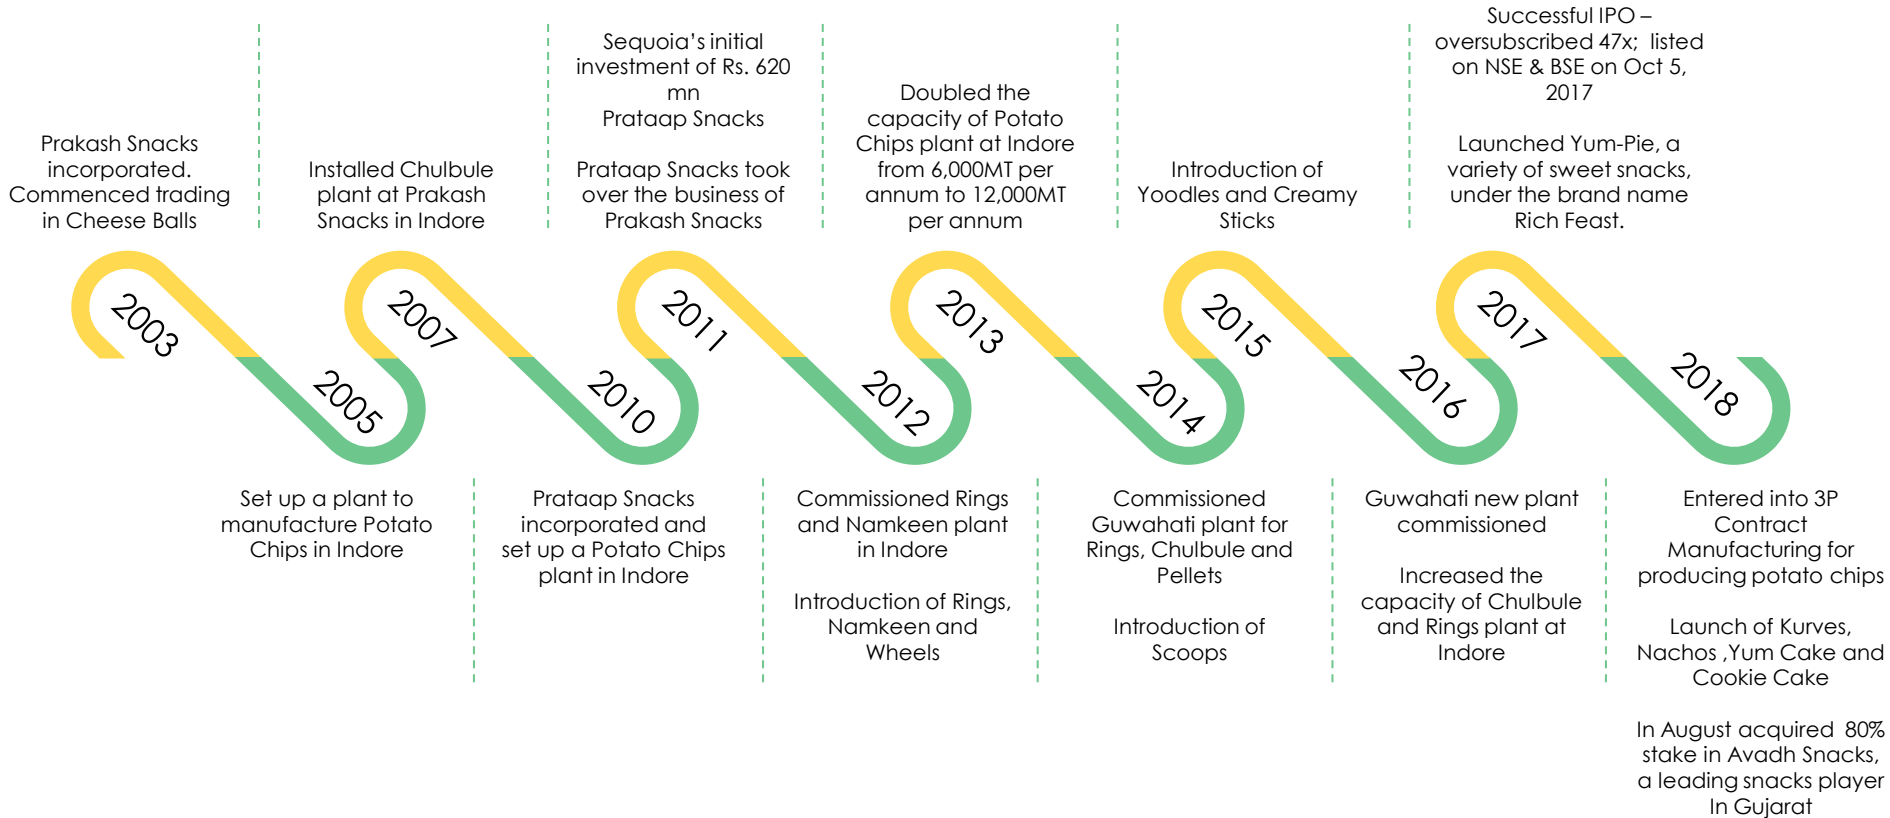 Prakash Snacks
incorporated.
Commenced trading
in Cheese Balls
2003
Set up a plant to
manufacture Potato
Chips in Indore
2005
Installed Chulbule
plant at Prakash
Snacks in Indore
2007
Prataap Snacks
incorporated and
set up a Potato Chips
plant in Indore
2010
Sequoia's initial
investment of Rs. 620
mn
Prataap Snacks
Prataap Snacks took
over the business of
Prakash Snacks
2011
Commissioned Rings
and Namkeen plant
in Indore
Introduction of Rings,
Namkeen and
Wheels
2012
Doubled the
capacity of Potato
Chips plant at Indore
from 6,000MT per
annum to 12,000MT
per annum
2013
Commissioned
Guwahati plant for
Rings, Chulbule and
Pellets
Introduction of
Scoops
2014
Introduction of
Yoodles and Creamy
Sticks
2015
Guwahati new plant
commissioned
Increased the
capacity of Chulbule
and Rings plant at
Indore
2016
Successful IPO –
oversubscribed 47x;  listed
on NSE & BSE on Oct 5,
2017
Launched Yum-Pie, a
variety of sweet snacks,
under the brand name
Rich Feast.
2017
Entered into 3P
Contract
Manufacturing for
producing potato chips
Launch of Kurves,
Nachos ,Yum Cake and
Cookie Cake
In August acquired  80%
stake in Avadh Snacks,
a leading snacks player
In Gujarat
2018